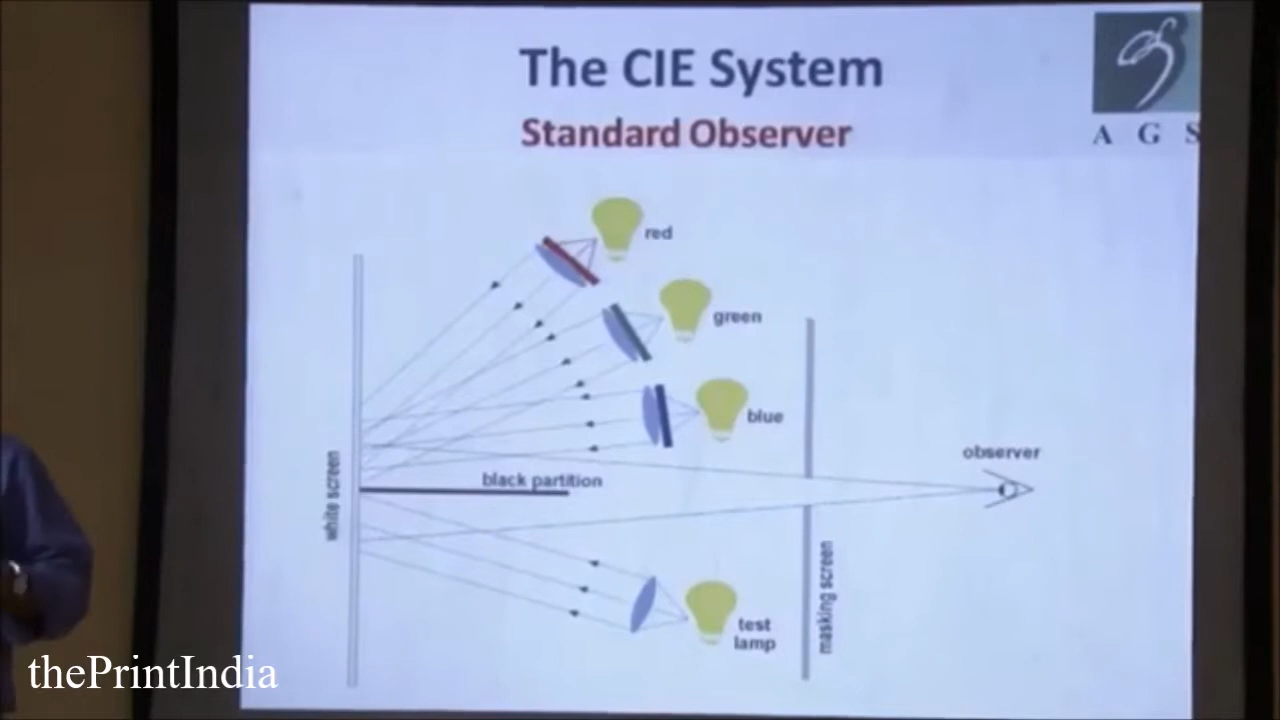 The CIE System
Standard Observer
A G S
red
green
blue
observer
black partition
white screen
masking screen
test
lamp
thePrintIndia